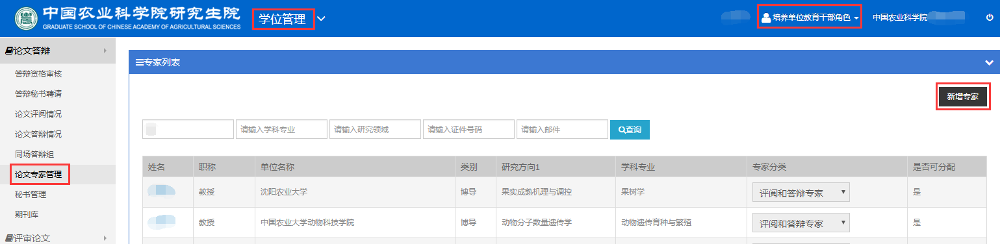 中国农业科学院研究生院
GRADUATE SCHOOL OF CHINESE ACADEMY OF AGRICULTURAL SCIENCES
学位管理
培养单位教育干部角色
中国农业科学院
论文答辩
答辩资格审核
答辩秘书聘请
论文评阅情况
论文答辩情况
同场答辩组
论文专家管理
秘书管理
期刊库
评审论文
专家列表
新增专家
请输入学科专业 请输入研究领域 请输入证件号码 请输入邮件 查询
姓名 职称 单位名称 类别 研究方向1 学科专业 专家分类 是否可分配
教授 沈阳农业大学 博导 果实成熟机理与调控 果树学 评阅和答辩专家 是
教授 中国农业大学动物科技学院 博导 动物分子数量遗传学 动物遗传育种与繁殖 评阅和答辩专家 是